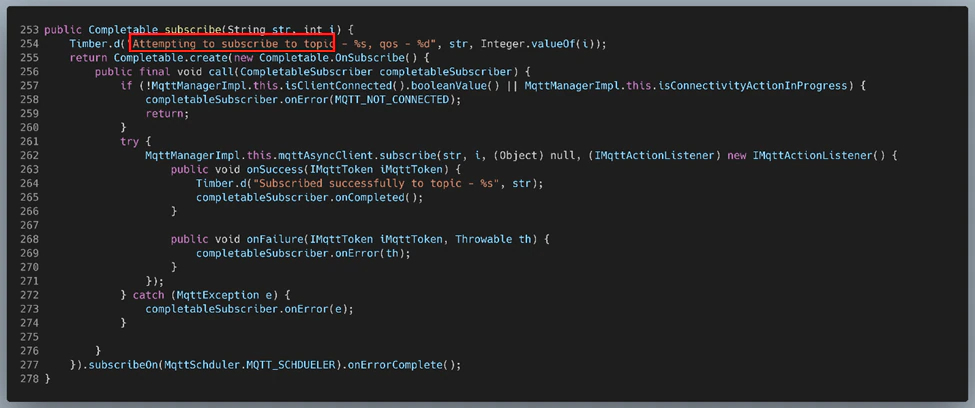 253 public Completable subscribe(String str, int i) {
254     Timber.d("Attempting to subscribe to topic - %s, qos - %d", str, Integer.valueOf(i));
255     return Completable.create(new Completable.OnSubscribe() {
256         public final void call(CompletableSubscriber completableSubscriber) {
257             if (!MqttManagerImpl.this.isClientConnected().booleanValue() || MqttManagerImpl.this.isConnectivityActionInProgress) {
258                 completableSubscriber.onError(MQTT_NOT_CONNECTED);
259                 return;
260             }
261             try {
262                 MqttManagerImpl.this.mqttAsyncClient.subscribe(str, i, (Object) null, (IMqttActionListener) new IMqttActionListener() {
263                     public void onSuccess(IMqttToken iMqttToken) {
264                         Timber.d("Subscribed successfully to topic - %s", str);
265                         completableSubscriber.onCompleted();
266                     }
267
268                     public void onFailure(IMqttToken iMqttToken, Throwable th) {
269                         completableSubscriber.onError(th);
270                     }
271                 });
272             } catch (MqttException e) {
273                 completableSubscriber.onError(e);
274             }
275
276         }
277     }).subscribeOn(MqttSchduler.MQTT_SCHDUELER).onErrorComplete();
278 }